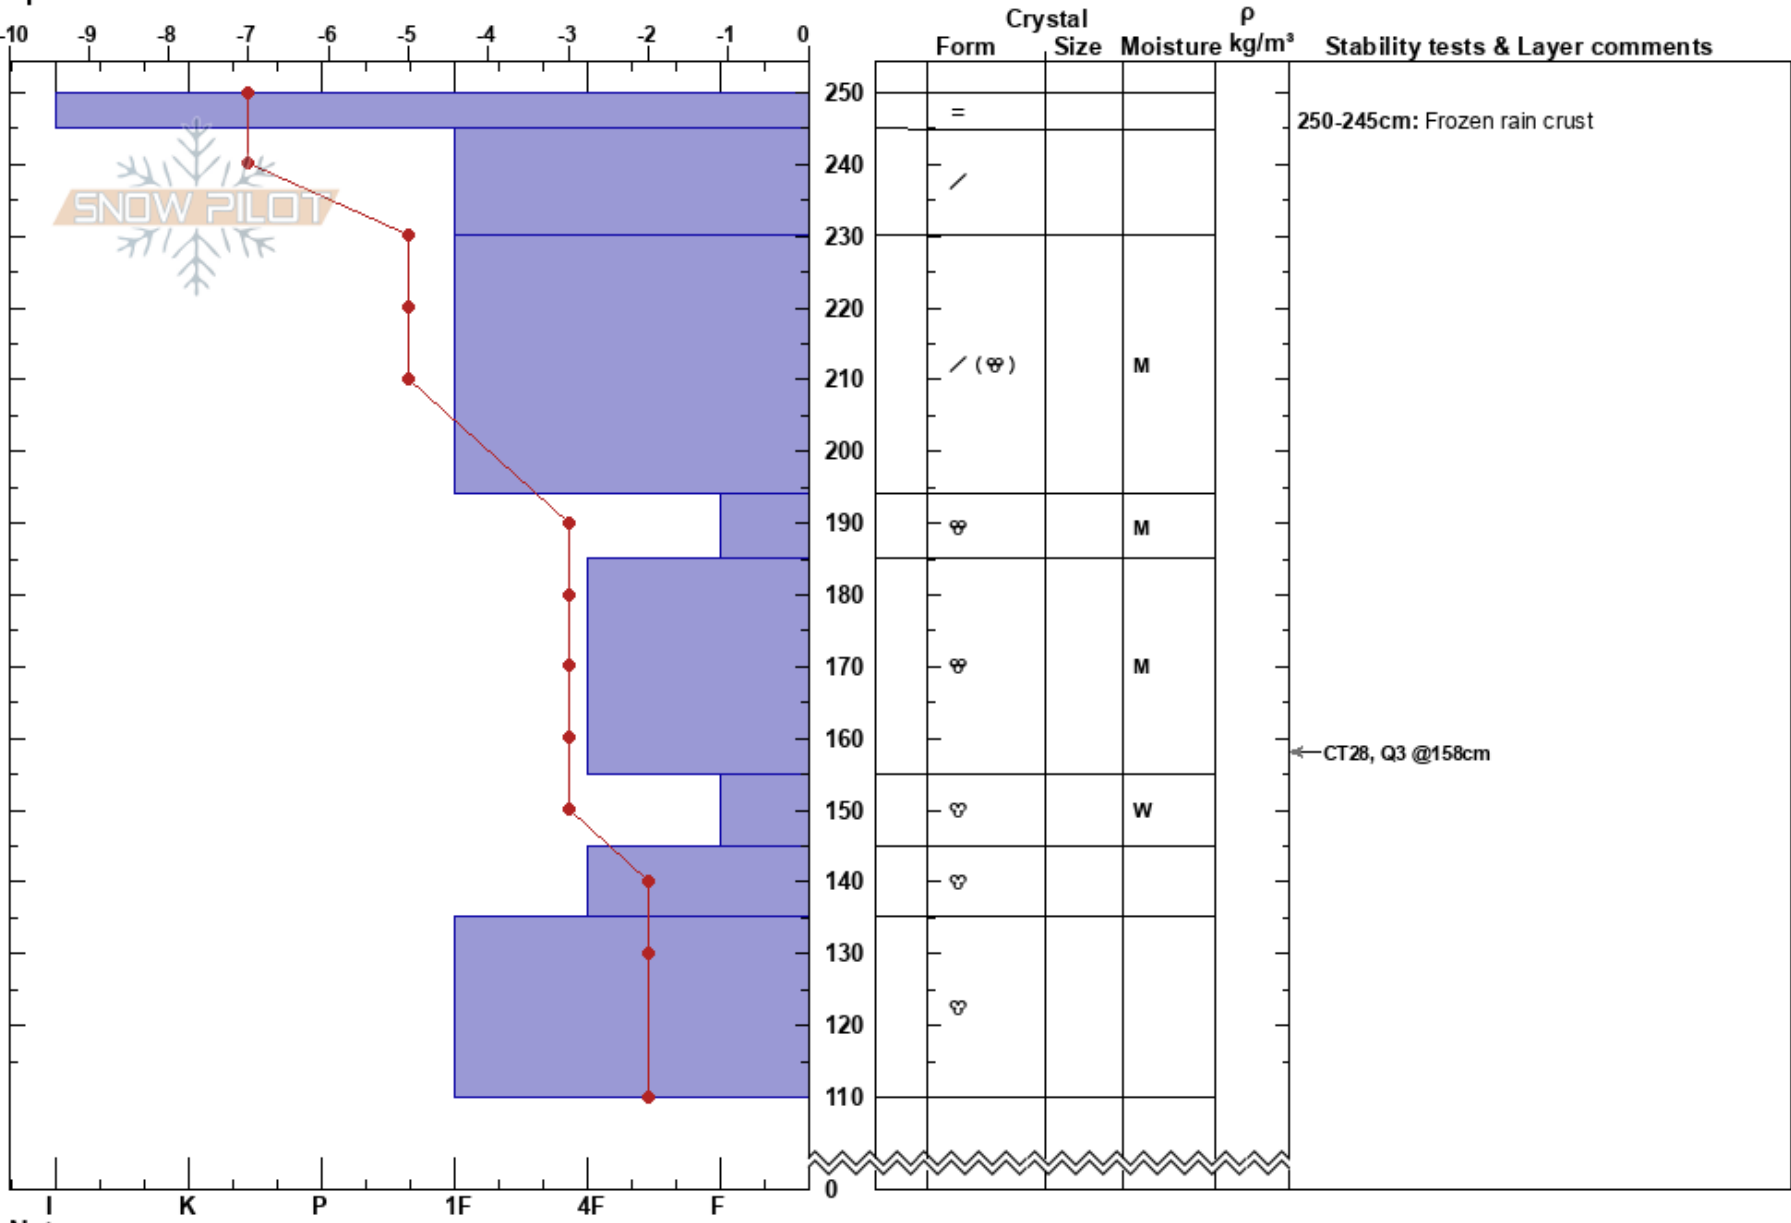 Crystal ρ
-10 -9 -8 -7 -6 -5 -4 -3 -2 -1 0
Form Size Moisture kg/m³ Stability tests & Layer comments
250
=
250-245cm: Frozen rain crust
240
SNOW PILOT
230
220
210
( )
M
200
190
M
180
170
M
160
CT28, Q3 @158cm
150
W
140
130
120
110
0
I K P 1F 4F F